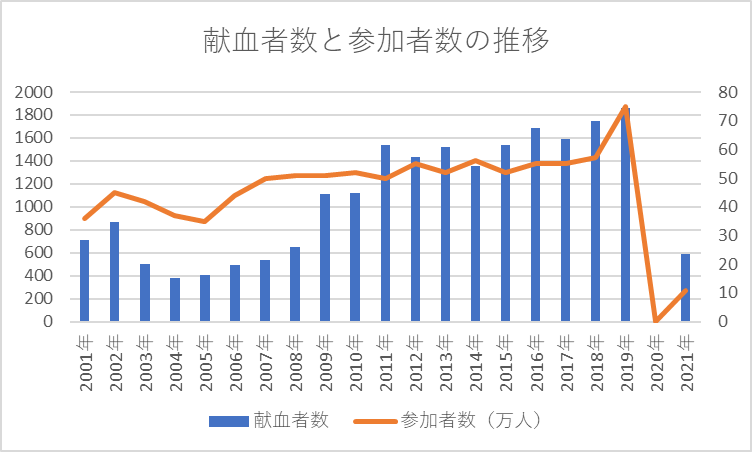 献血者数と参加者数の推移
2000
1800
1600
1400
1200
1000
800
600
400
200
0
80
70
60
50
40
30
20
10
0
2001年
2002年
2003年
2004年
2005年
2006年
2007年
2008年
2009年
2010年
2011年
2012年
2013年
2014年
2015年
2016年
2017年
2018年
2019年
2020年
2021年
献血者数 参加者数（万人）